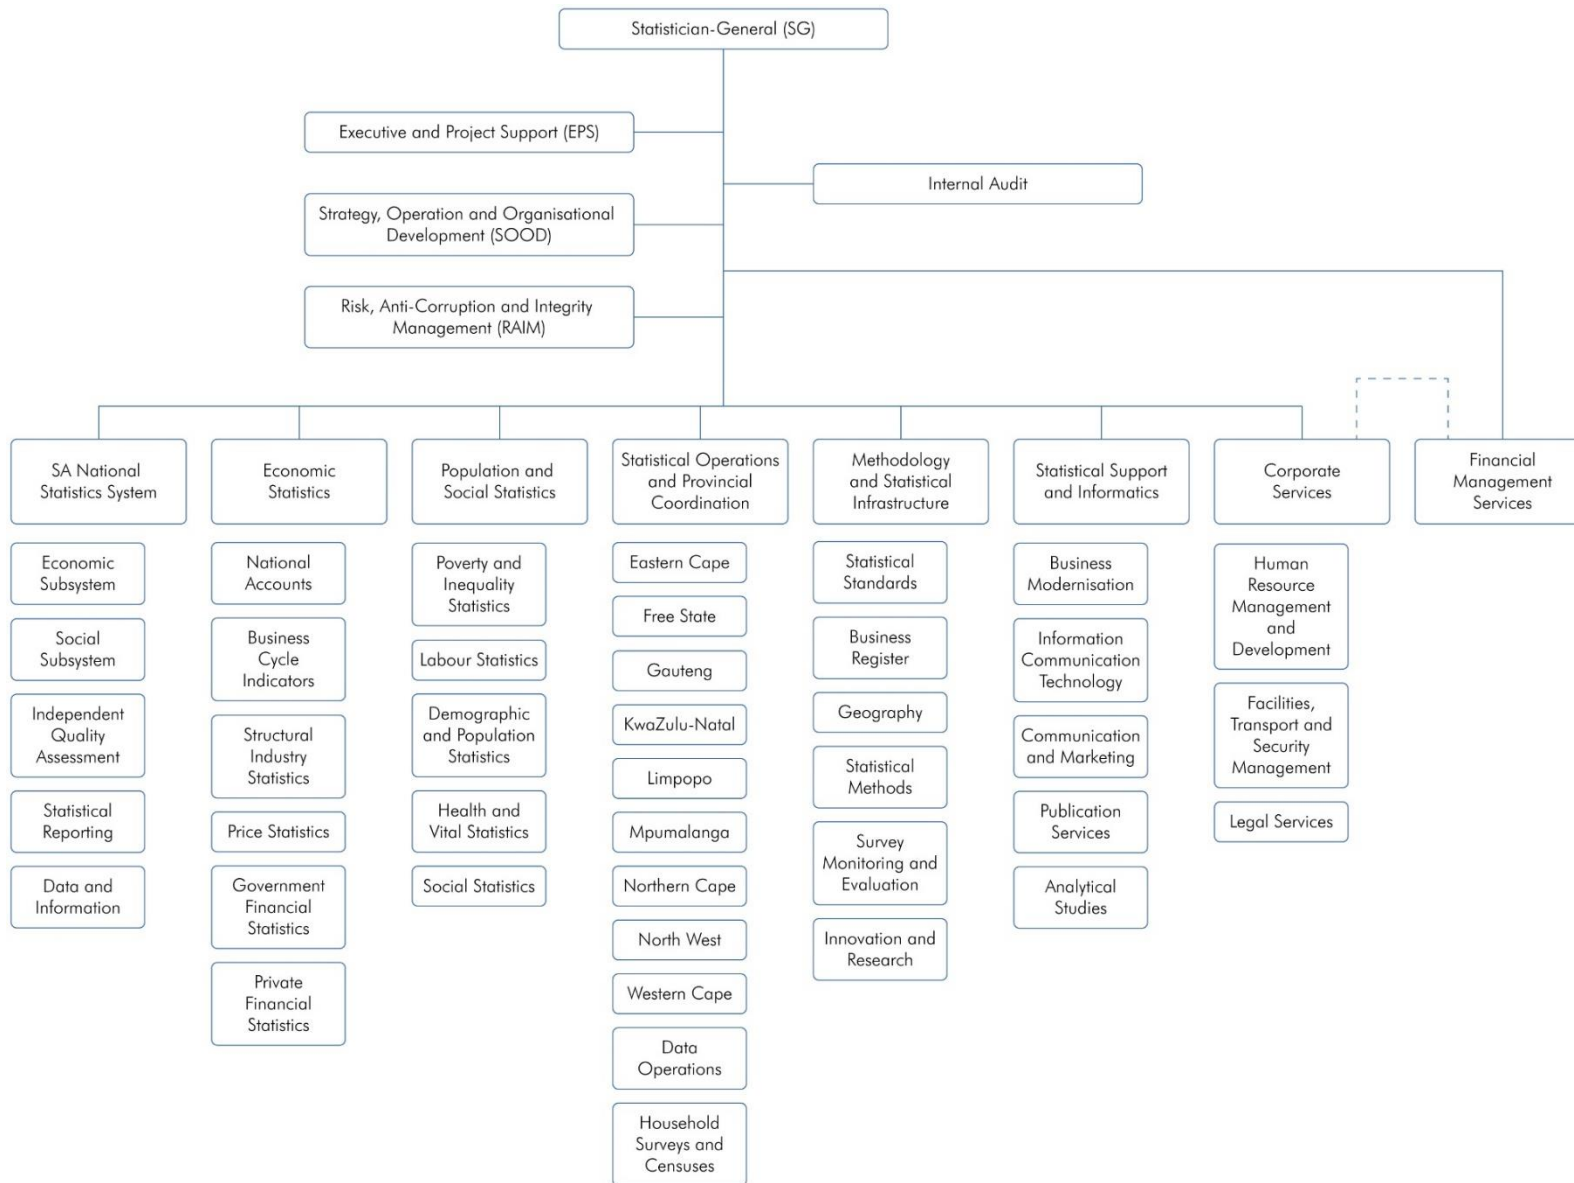 Statistician-General (SG)
Executive and Project Support (EPS)
Internal Audit
Strategy, Operation and Organisational
Development (SOOD)
Risk, Anti-Corruption and Integrity
Management (RAIM)
SA National
Statistics System
Economic
Subsystem
Social
Subsystem
Independent
Quality
Assessment
Statistical
Reporting
Data and
Information
Economic
Statistics
National
Accounts
Business
Cycle
Indicators
Structural
Industry
Statistics
Price Statistics
Government
Financial
Statistics
Private
Financial
Statistics
Population and
Social Statistics
Poverty and
Inequality
Statistics
Labour Statistics
Demographic
and Population
Statistics
Health and
Vital Statistics
Social Statistics
Statistical Operations
and Provincial
Coordination
Eastern Cape
Free State
Gauteng
KwaZulu-Natal
Limpopo
Mpumalanga
Northern Cape
North West
Western Cape
Data
Operations
Household
Surveys and
Censuses
Methodology
and Statistical
Infrastructure
Statistical
Standards
Business
Register
Geography
Statistical
Methods
Survey
Monitoring and
Evaluation
Innovation and
Research
Statistical Support
and Informatics
Business
Modernisation
Information
Communication
Technology
Communication
and Marketing
Publication
Services
Analytical
Studies
Corporate
Services
Human
Resource
Management
and
Development
Facilities,
Transport and
Security
Management
Legal Services
Financial
Management
Services